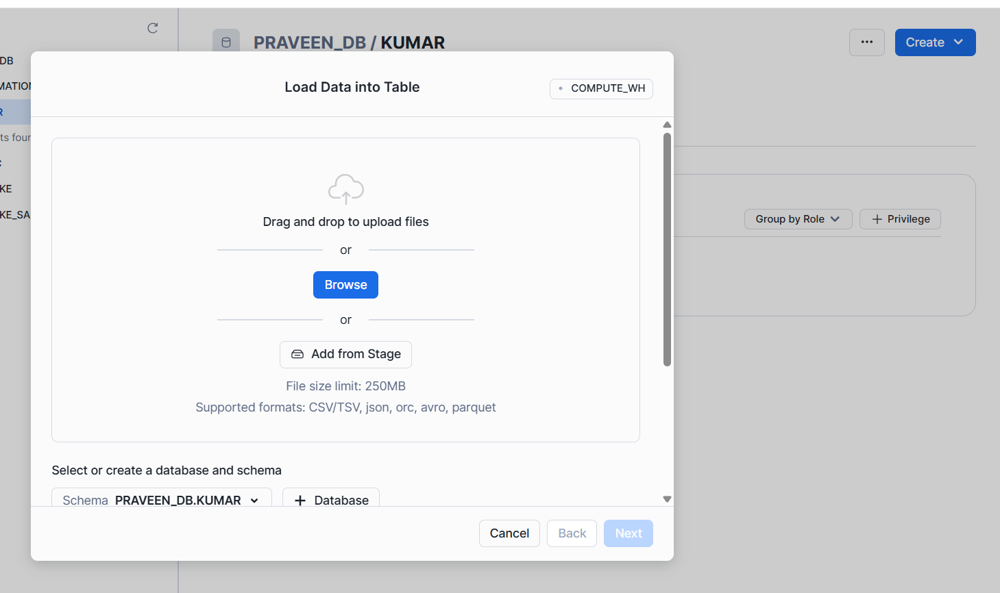 PRAVEEN_DB / KUMAR
...
Create
DB
MATION
R
ts foun
C
KE
KE_SA
Load Data into Table
COMPUTE_WH
Drag and drop to upload files
or
Browse
or
Add from Stage
File size limit: 250MB
Supported formats: CSV/TSV, json, orc, avro, parquet
Select or create a database and schema
Schema PRAVEEN_DB.KUMAR
+ Database
Cancel
Back
Next
Group by Role
+ Privilege